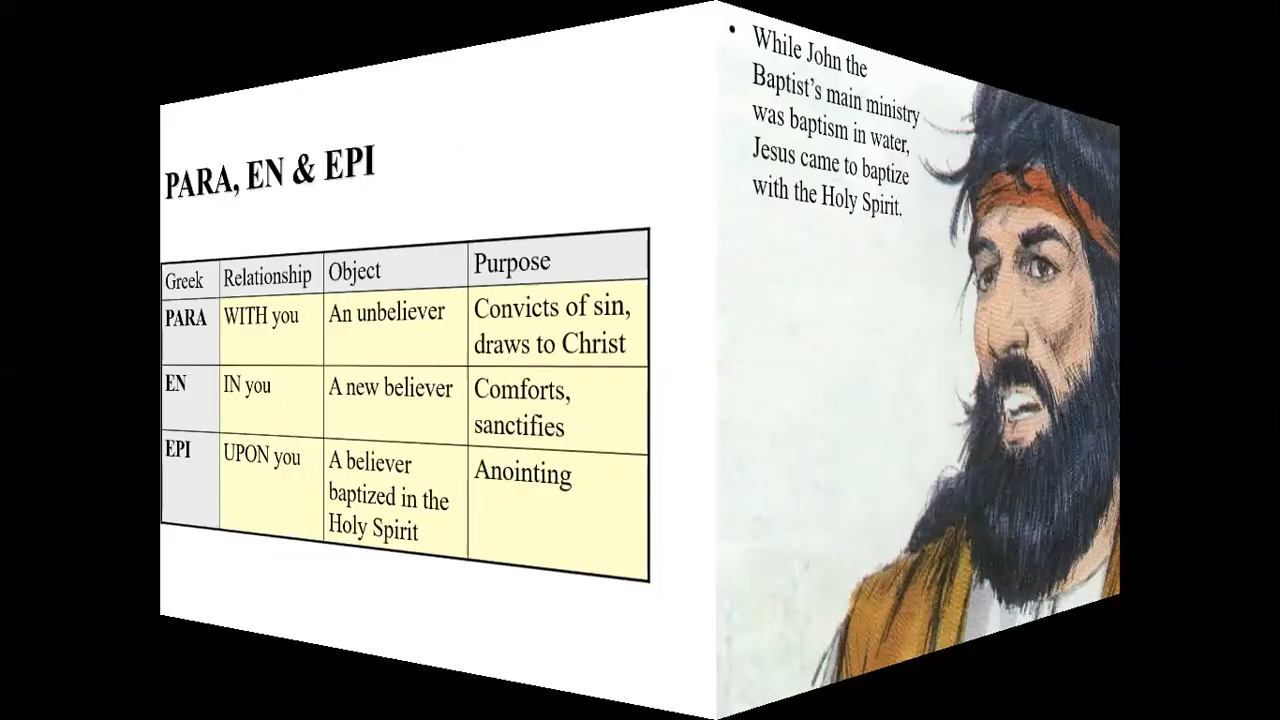 PARA, EN & EPI
Greek Relationship Object Purpose
PARA WITH you An unbeliever Convicts of sin,
draws to Christ
EN IN you A new believer Comforts,
sanctifies
EPI UPON you A believer Anointing
baptized in the
Holy Spirit
• While John the
Baptist’s main ministry
was baptism in water,
Jesus came to baptize
with the Holy Spirit.